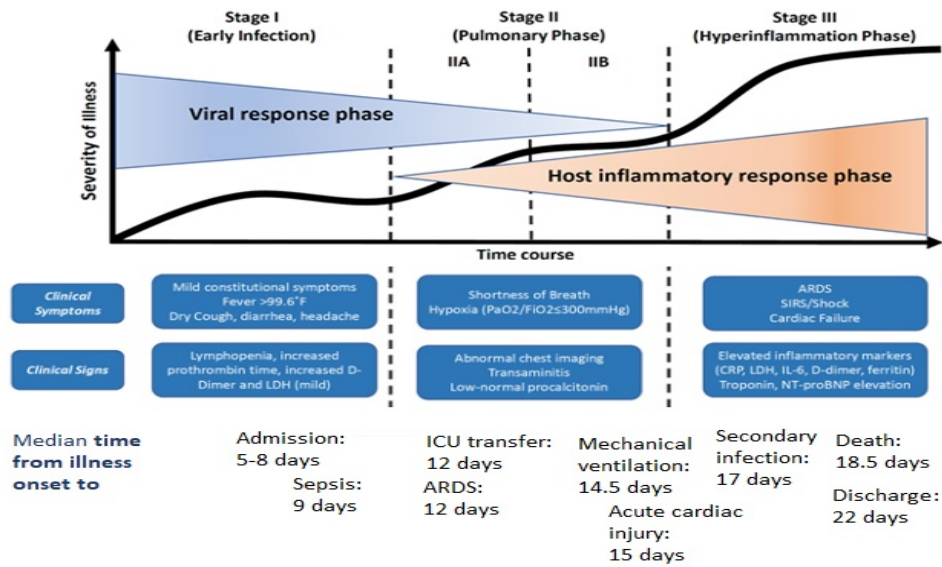 Stage I
(Early Infection)
Stage II
(Pulmonary Phase)
Stage III
(Hyperinflammation Phase)
IIA
IIB
Severity of Illness
Viral response phase
Host inflammatory response phase
Time course
Clinical
Symptoms
Mild constitutional symptoms
Fever >99.6°F
Dry Cough, diarrhea, headache
Shortness of Breath
Hypoxia (PaO2/FiO2≤300mmHg)
ARDS
SIRS/Shock
Cardiac Failure
Clinical Signs
Lymphopenia, increased
prothrombin time, increased D-
Dimer and LDH (mild)
Abnormal chest imaging
Transaminitis
Low-normal procalcitonin
Elevated inflammatory markers
(CRP, LDH, IL-6, D-dimer, ferritin)
Troponin, NT-proBNP elevation
Median time
from illness
onset to
Admission:
5-8 days
Sepsis:
9 days
ICU transfer:
12 days
ARDS:
12 days
Mechanical
ventilation:
14.5 days
Acute cardiac
injury:
15 days
Secondary
infection:
17 days
Death:
18.5 days
Discharge:
22 days